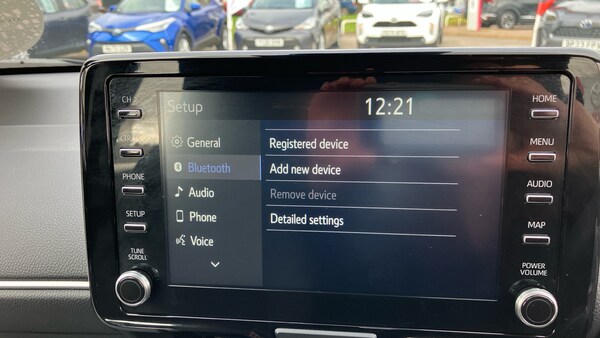 Setup
12:21
General
Bluetooth
Audio
Phone
Voice
Registered device
Add new device
Remove device
Detailed settings
PHONE
SETUP
TUNE
SCROLL
HOME
MENU
AUDIO
MAP
POWER
VOLUME